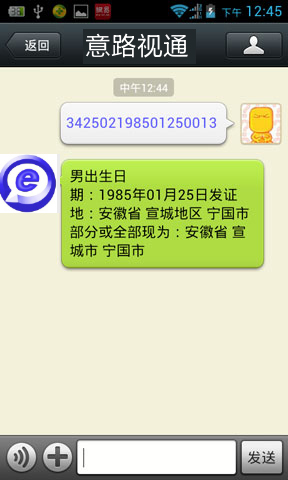 下午 12:45
返回
意路视通
中午12:44
342502198501250013
男出生日
期：1985年01月25日发证
地：安徽省 宣城地区 宁国市
部分或全部现为：安徽省 宣
城市 宁国市
发送